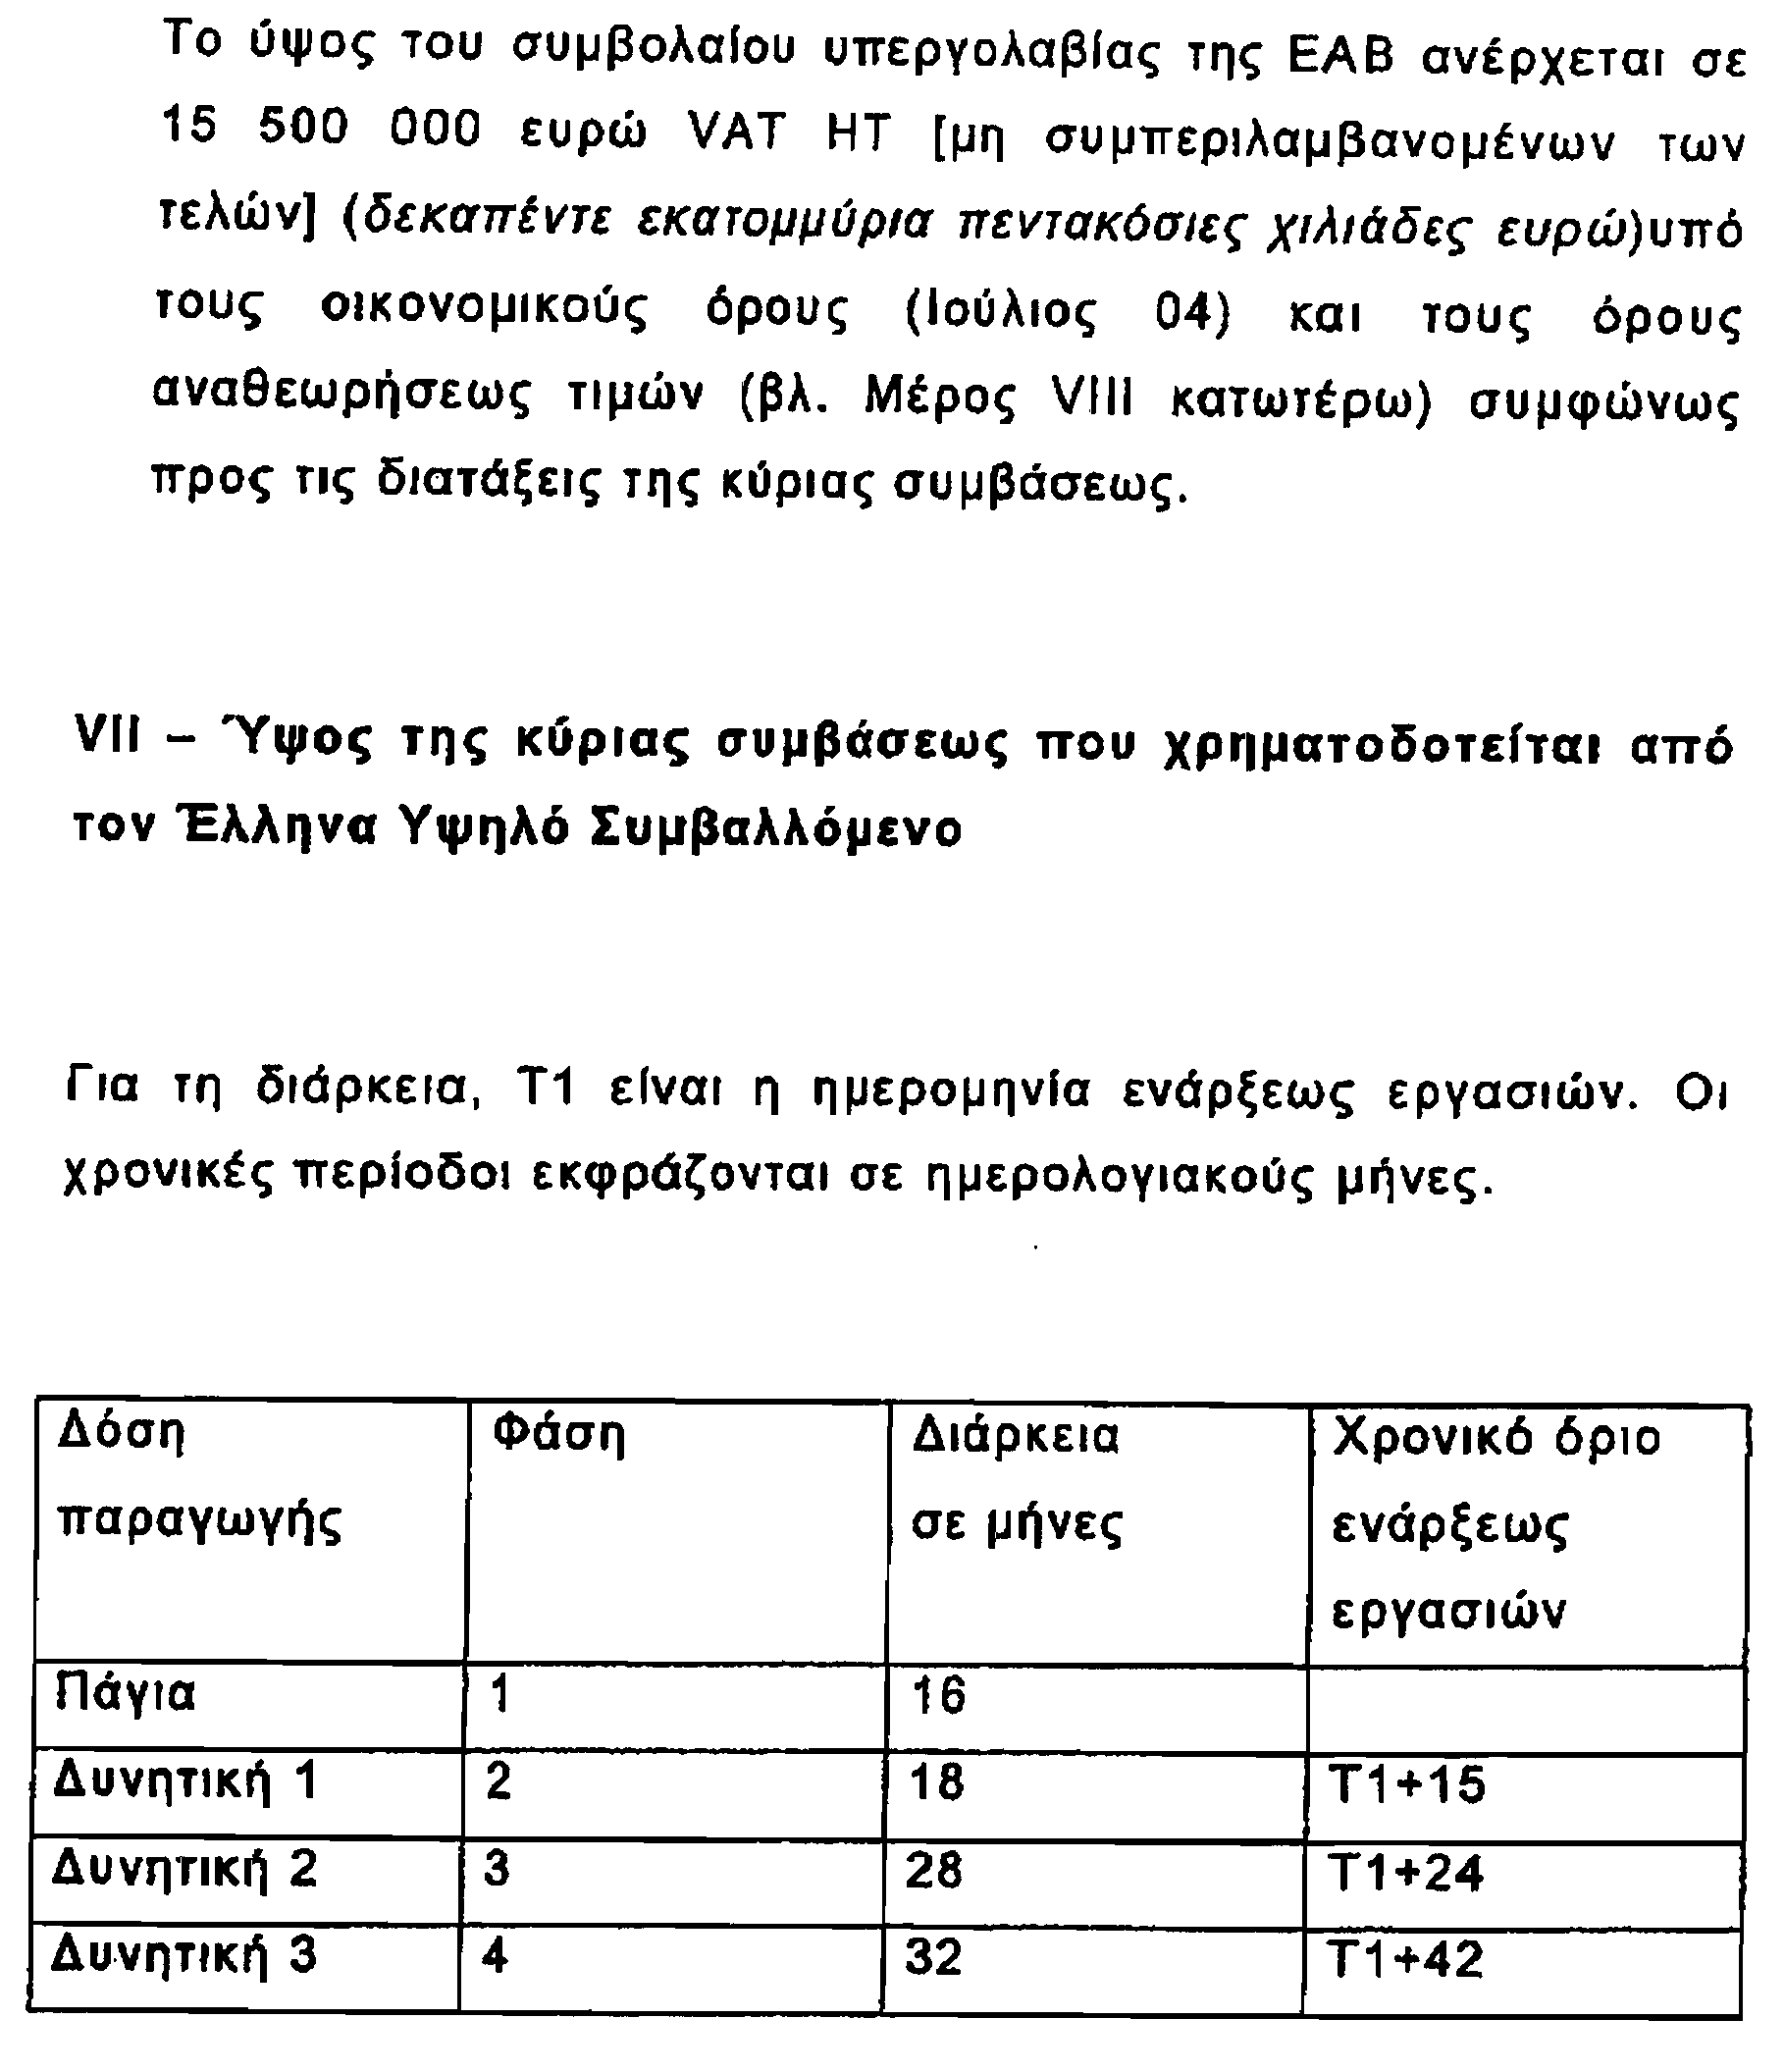 Το ύψος του συμβολαίου υπεργολαβίας της ΕΑΒ ανέρχεται σε
15 500 000 ευρώ VAT HT [μη συμπεριλαμβανομένων των
τελών] (δεκαπέντε εκατομμύρια πεντακόσιες χιλιάδες ευρώ)υπό
τους οικονομικούς όρους (Ιούλιος 04) και τους όρους
αναθεωρήσεως τιμών (βλ. Μέρος VIII κατωτέρω) συμφώνως
προς τις διατάξεις της κύριας συμβάσεως.
VII – Ύψος της κύριας συμβάσεως που χρηματοδοτείται από
τον Έλληνα Υψηλό Συμβαλλόμενο
Για τη διάρκεια, Τ1 είναι η ημερομηνία ενάρξεως εργασιών. Οι
χρονικές περίοδοι εκφράζονται σε ημερολογιακούς μήνες.
Δόση Φάση Διάρκεια Χρονικό όριο
παραγωγής σε μήνες ενάρξεως
εργασιών
Πάγια 1 16
Δυνητική 1 2 18 Τ1+15
Δυνητική 2 3 28 Τ1+24
Δυνητική 3 4 32 Τ1+42